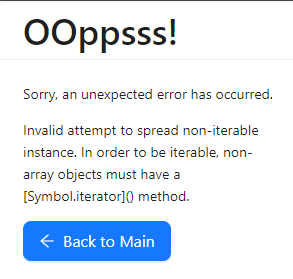 OOppsss!
Sorry, an unexpected error has occurred.
Invalid attempt to spread non-iterable
instance. In order to be iterable, non-
array objects must have a
[Symbol.iterator]() method.
Back to Main